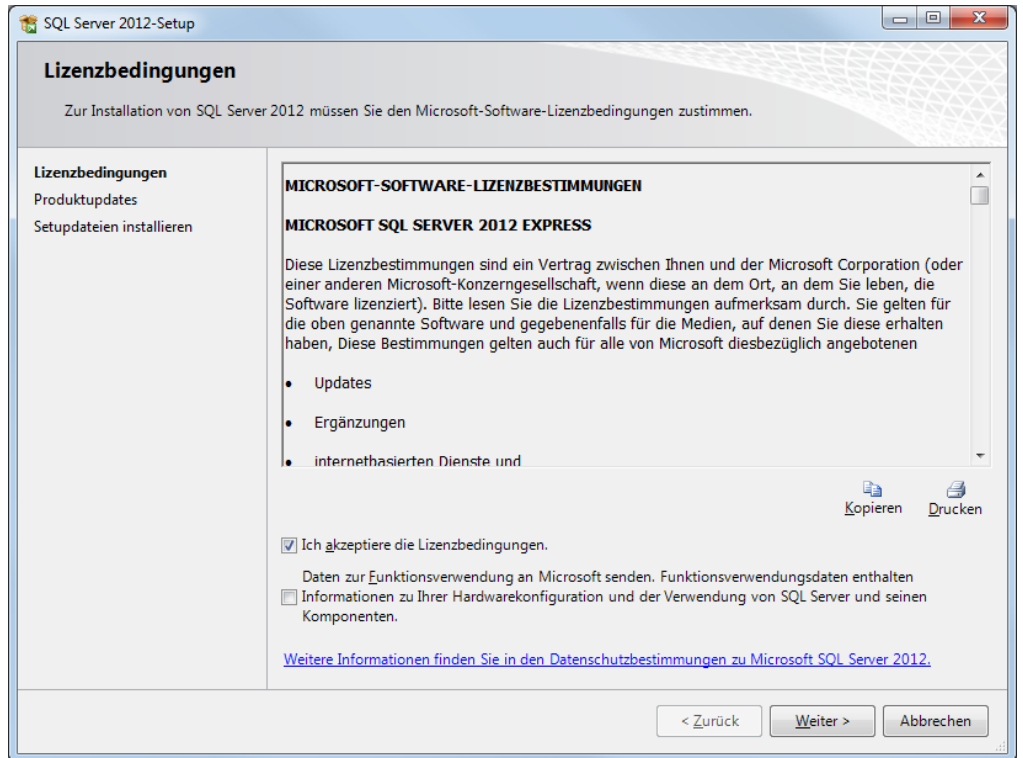 SQL Server 2012-Setup
Lizenzbedingungen
Zur Installation von SQL Server 2012 müssen Sie den Microsoft-Software-Lizenzbedingungen zustimmen.
Lizenzbedingungen
Produktupdates
Setupdateien installieren
MICROSOFT-SOFTWARE-LIZENZBESTIMMUNGEN
MICROSOFT SQL SERVER 2012 EXPRESS
Diese Lizenzbestimmungen sind ein Vertrag zwischen Ihnen und der Microsoft Corporation (oder
einer anderen Microsoft-Konzerngesellschaft, wenn diese an dem Ort, an dem Sie leben, die
Software lizenziert). Bitte lesen Sie die Lizenzbestimmungen aufmerksam durch. Sie gelten für
die oben genannte Software und gegebenenfalls für die Medien, auf denen Sie diese erhalten
haben, Diese Bestimmungen gelten auch für alle von Microsoft diesbezüglich angebotenen
• Updates
• Ergänzungen
• internetbasierten Dienste und
Kopieren Drucken
Ich akzeptiere die Lizenzbedingungen.
Daten zur Funktionsverwendung an Microsoft senden. Funktionsverwendungsdaten enthalten
Informationen zu Ihrer Hardwarekonfiguration und der Verwendung von SQL Server und seinen
Komponenten.
Weitere Informationen finden Sie in den Datenschutzbestimmungen zu Microsoft SQL Server 2012.
< Zurück Weiter > Abbrechen